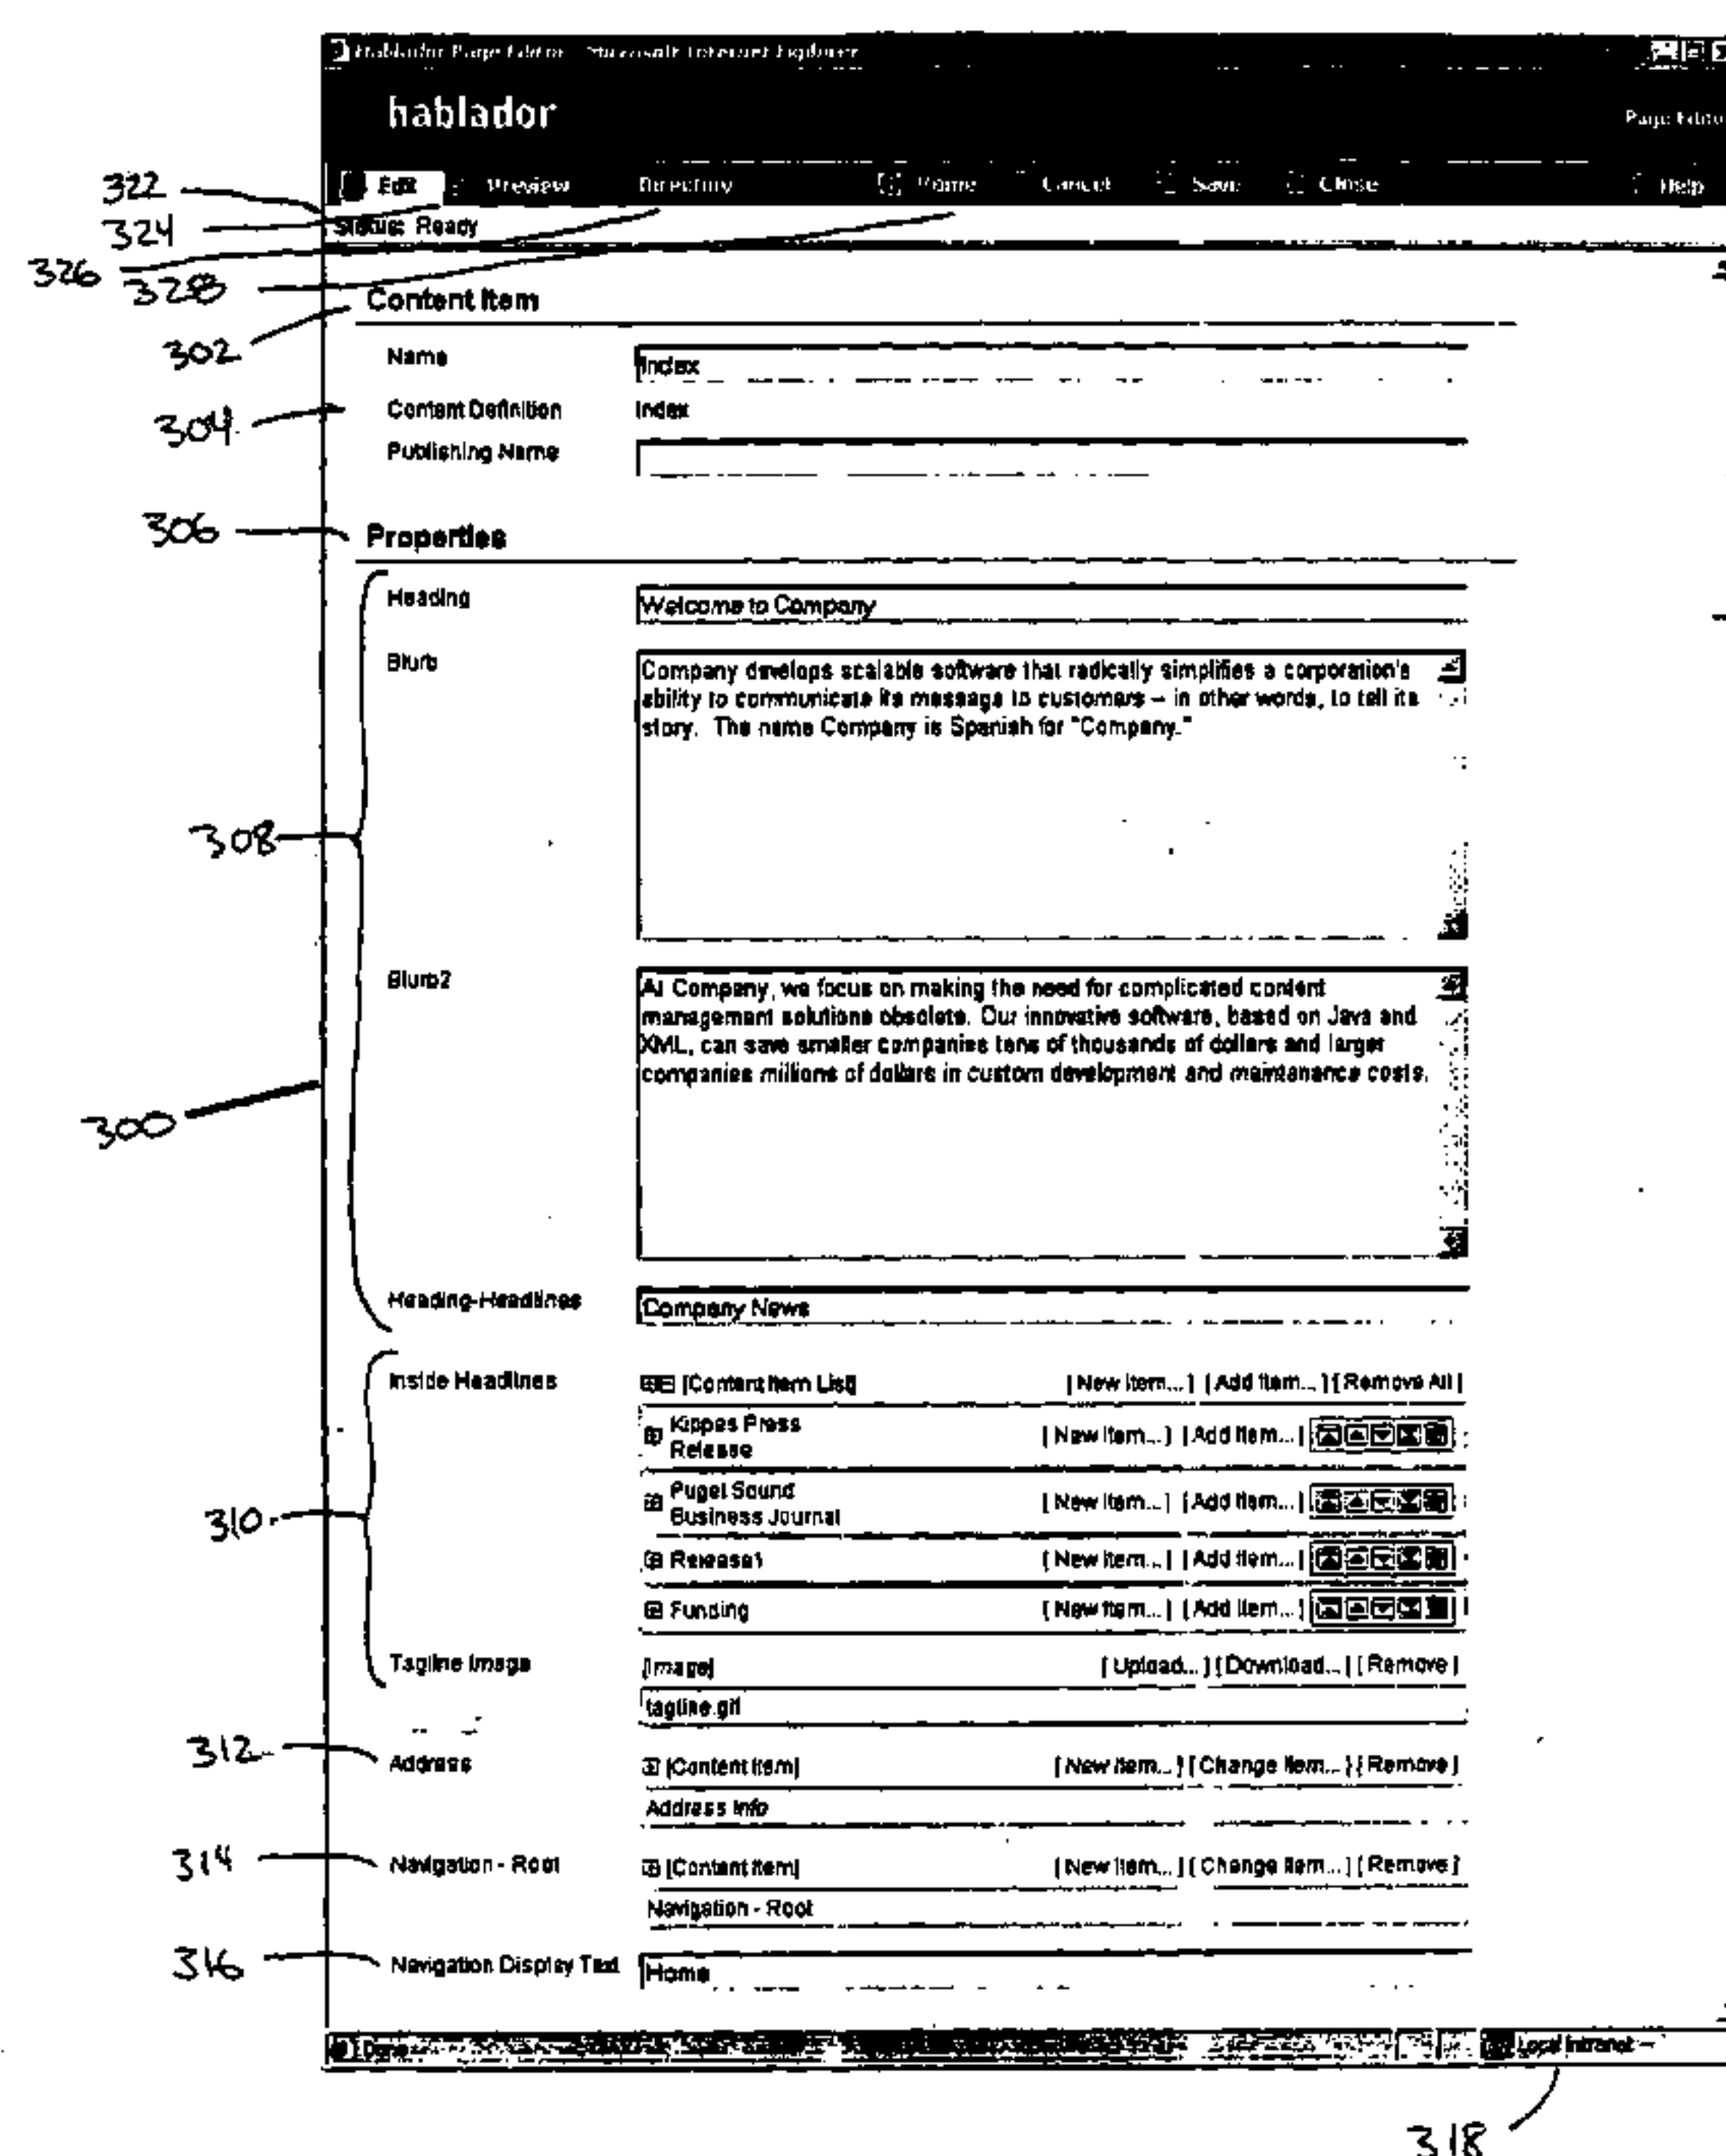 Hablador Page Editor - Microsoft Internet Explorer
hablador
Page Edito
Edit Preview Directory Home Cancel Save Close Help
322
324
Status: Ready
326
328
Content Item
302
Name Index
Content Definition Index
304
Publishing Name
306
Properties
Heading Welcome to Company
Blurb
Company develops scalable software that radically simplifies a corporation's
ability to communicate its message to customers – in other words, to tell its
story. The name Company is Spanish for "Company."
308
Blurb2
At Company, we focus on making the need for complicated content
management solutions obsolete. Our innovative software, based on Java and
XML, can save smaller companies tens of thousands of dollars and larger
companies millions of dollars in custom development and maintenance costs.
300
Heading-Headlines Company News
Inside Headlines [Content Item List] [New Item...] [Add Item...] [Remove All]
Kippes Press
Release [New Item...] [Add Item...]
Puget Sound
Business Journal [New Item...] [Add Item...]
310
Release1 [New Item...] [Add Item...]
Funding [New Item...] [Add Item...]
Tagline Image [Image] [Upload...] [Download...] [Remove]
tagline.gif
312
Address [Content Item] [New Item...] [Change Item...] [Remove]
Address Info
314
Navigation - Root [Content Item] [New Item...] [Change Item...] [Remove]
Navigation - Root
316
Navigation Display Text Home
Done Local intranet
318